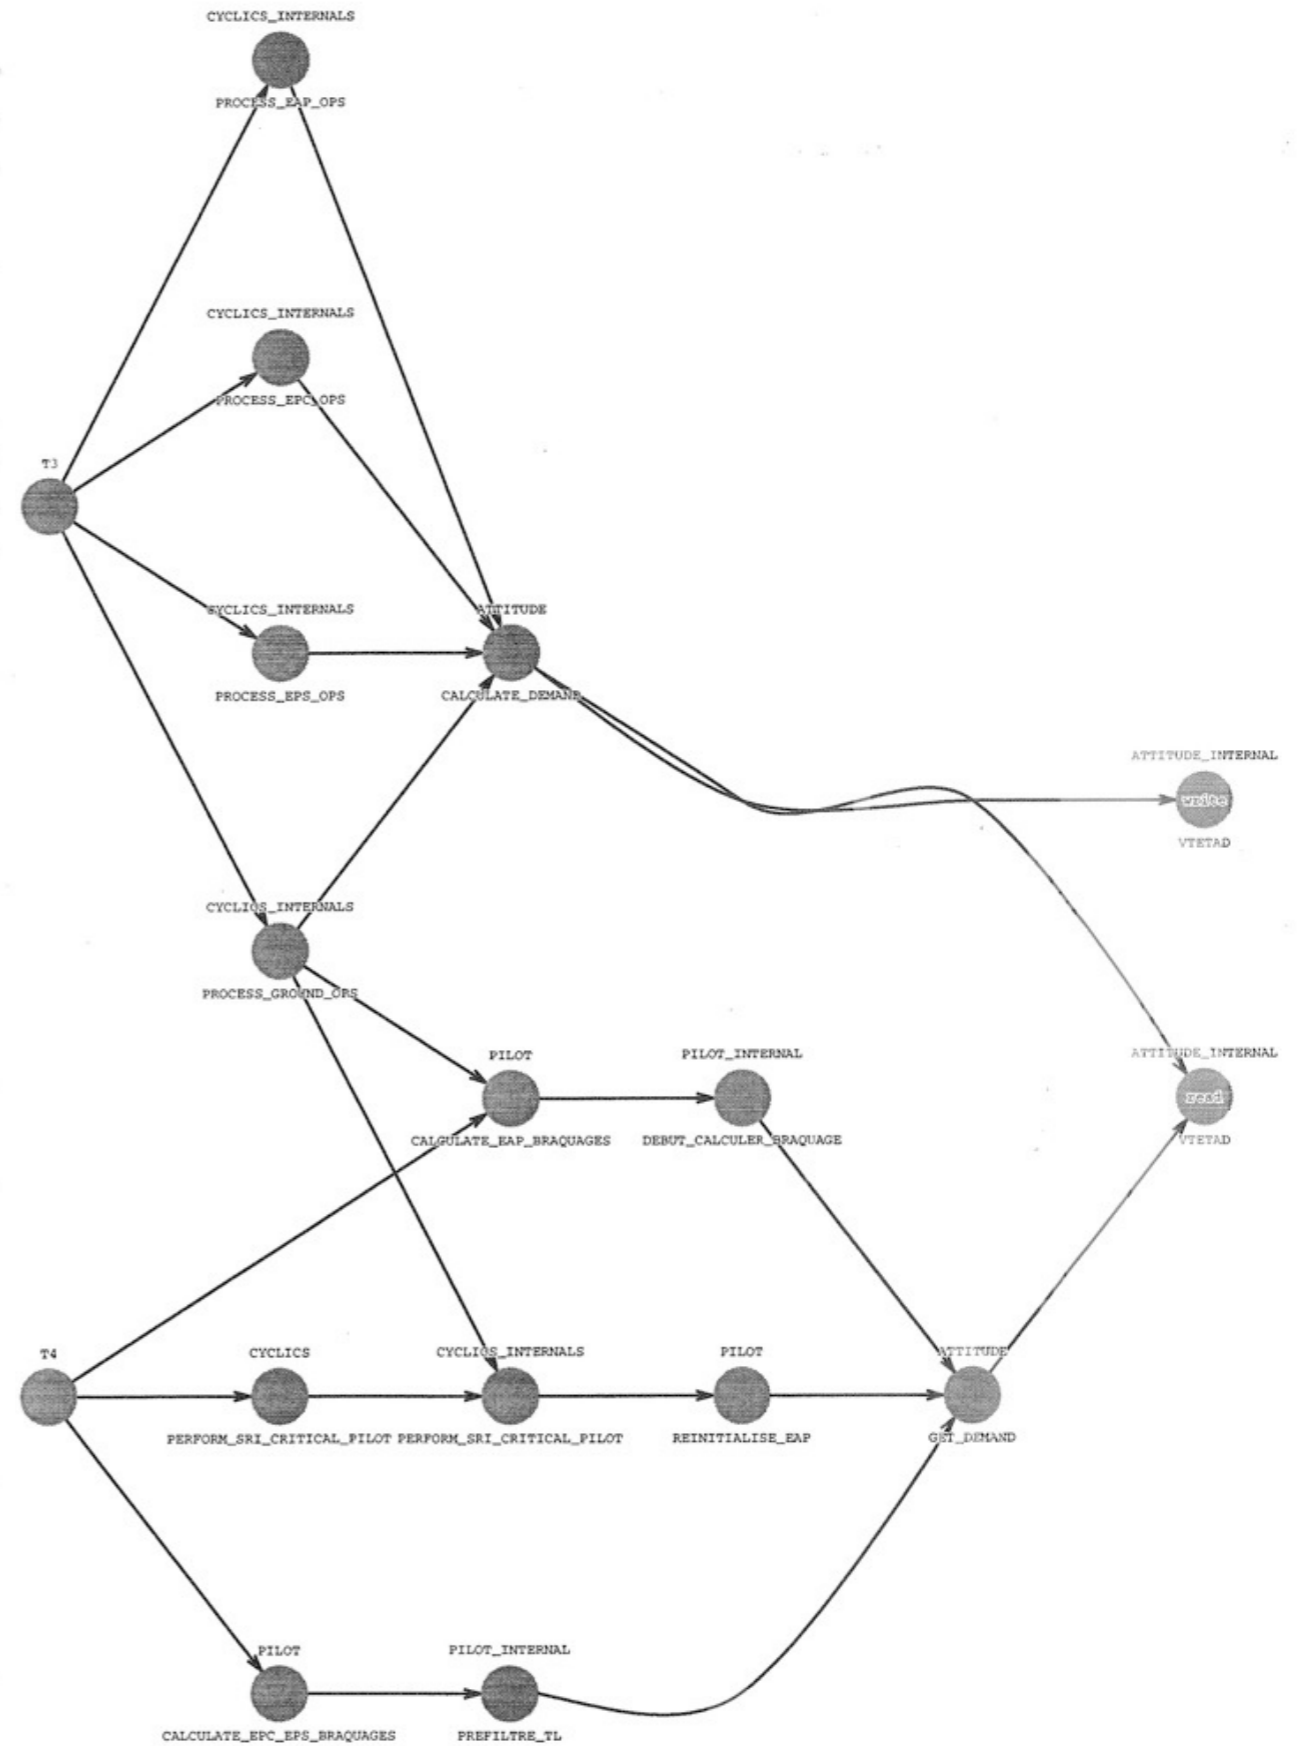 CYCLICS_INTERNALS
PROCESS_EAP_OPS
CYCLICS_INTERNALS
PROCESS_EPC_OPS
T3
CYCLICS_INTERNALS
PROCESS_EPS_OPS
ATTITUDE
CALCULATE_DEMAND
ATTITUDE_INTERNAL
write
VTETAD
CYCLICS_INTERNALS
PROCESS_GROUND_OPS
PILOT
CALCULATE_EAP_BRAQUAGES
PILOT_INTERNAL
DEBUT_CALCULER_BRAQUAGE
ATTITUDE_INTERNAL
read
VTETAD
T4
CYCLICS
PERFORM_SRI_CRITICAL_PILOT
CYCLICS_INTERNALS
PERFORM_SRI_CRITICAL_PILOT
PILOT
REINITIALISE_EAP
ATTITUDE
GET_DEMAND
PILOT
CALCULATE_EPC_EPS_BRAQUAGES
PILOT_INTERNAL
PREFILTRE_TL